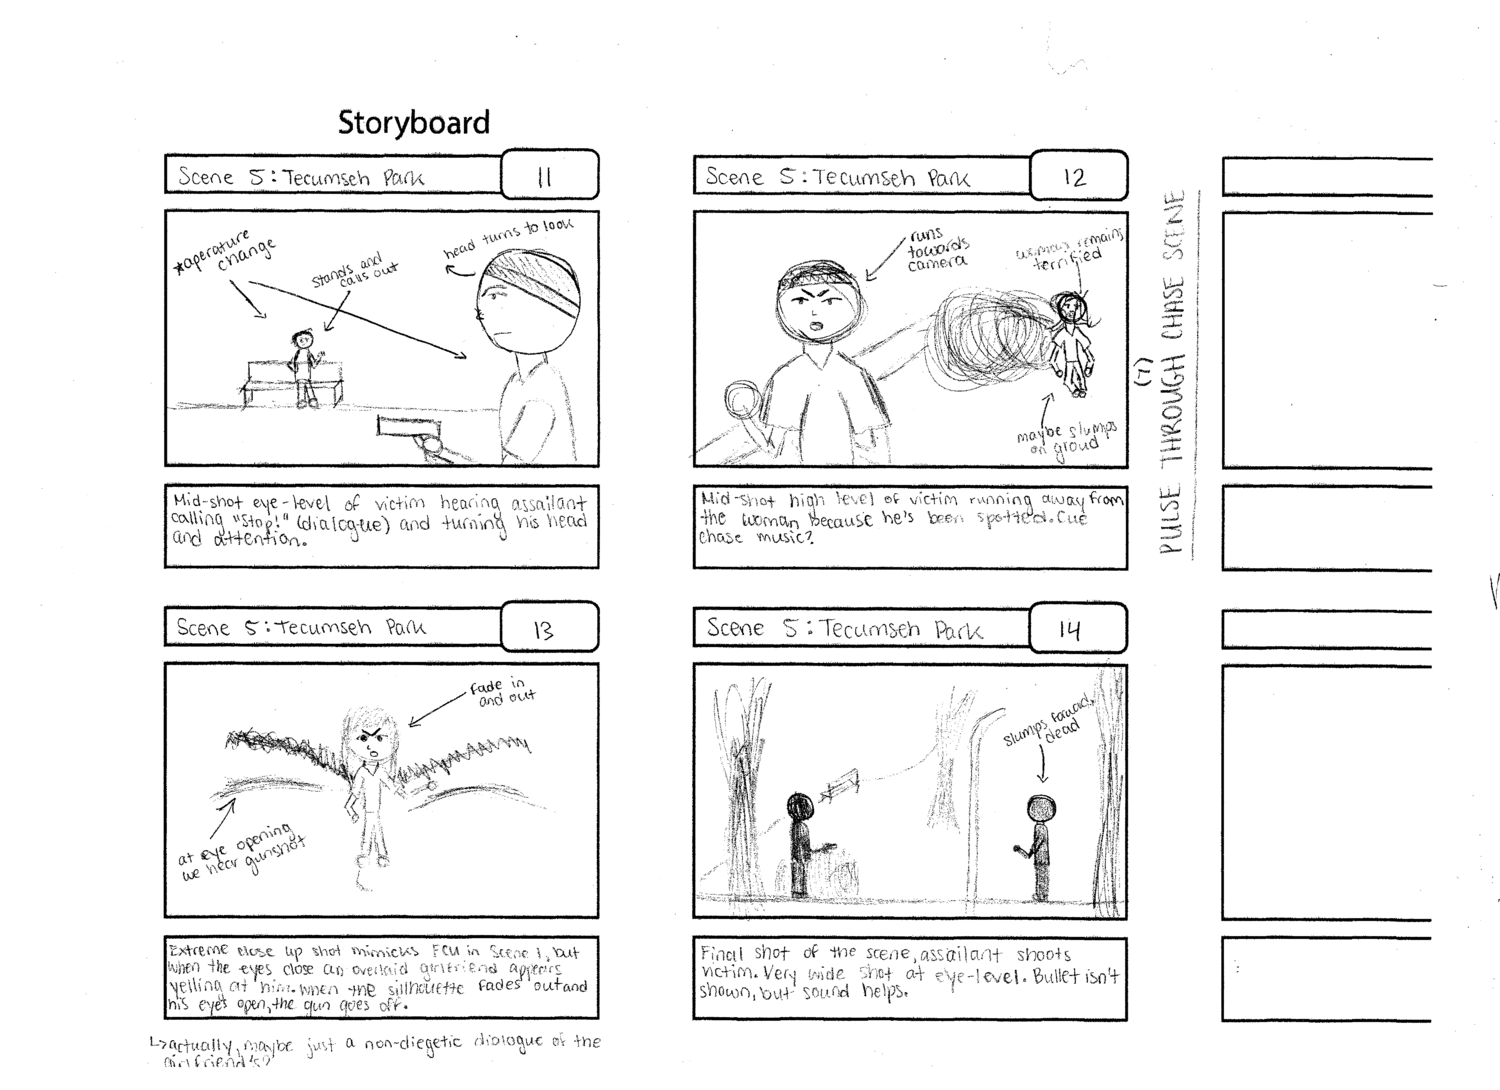 Storyboard
Scene 5: Tecumseh Park
11
*aperature
change
stands and
calls out
head turns to look
Mid-shot eye-level of victim hearing assailant
calling "Stop!" (dialogue) and turning his head
and attention.
Scene 5: Tecumseh Park
12
runs
towards
camera
remains
terrified
maybe slumps
on groud
Mid-shot high level of victim running away from
the woman because he's been spotted. Cue
chase music?
(7)
PULSE THROUGH CHASE SCENE
Scene 5: Tecumseh Park
13
Fade in
and out
at eye opening
we hear gunshot
Extreme close up shot mimicks ECU in Scene 1, but
when the eyes close an overlaid girlfriend appears
yelling at him. When the sillhouette fades out and
his eyes open, the gun goes off.
↳actually, maybe just a non-diegetic dialogue of the
girlfriend's?
Scene 5: Tecumseh Park
14
slumps forward,
dead
Final shot of the scene, assailant shoots
victim. Very wide shot at eye-level. Bullet isn't
shown, but sound helps.